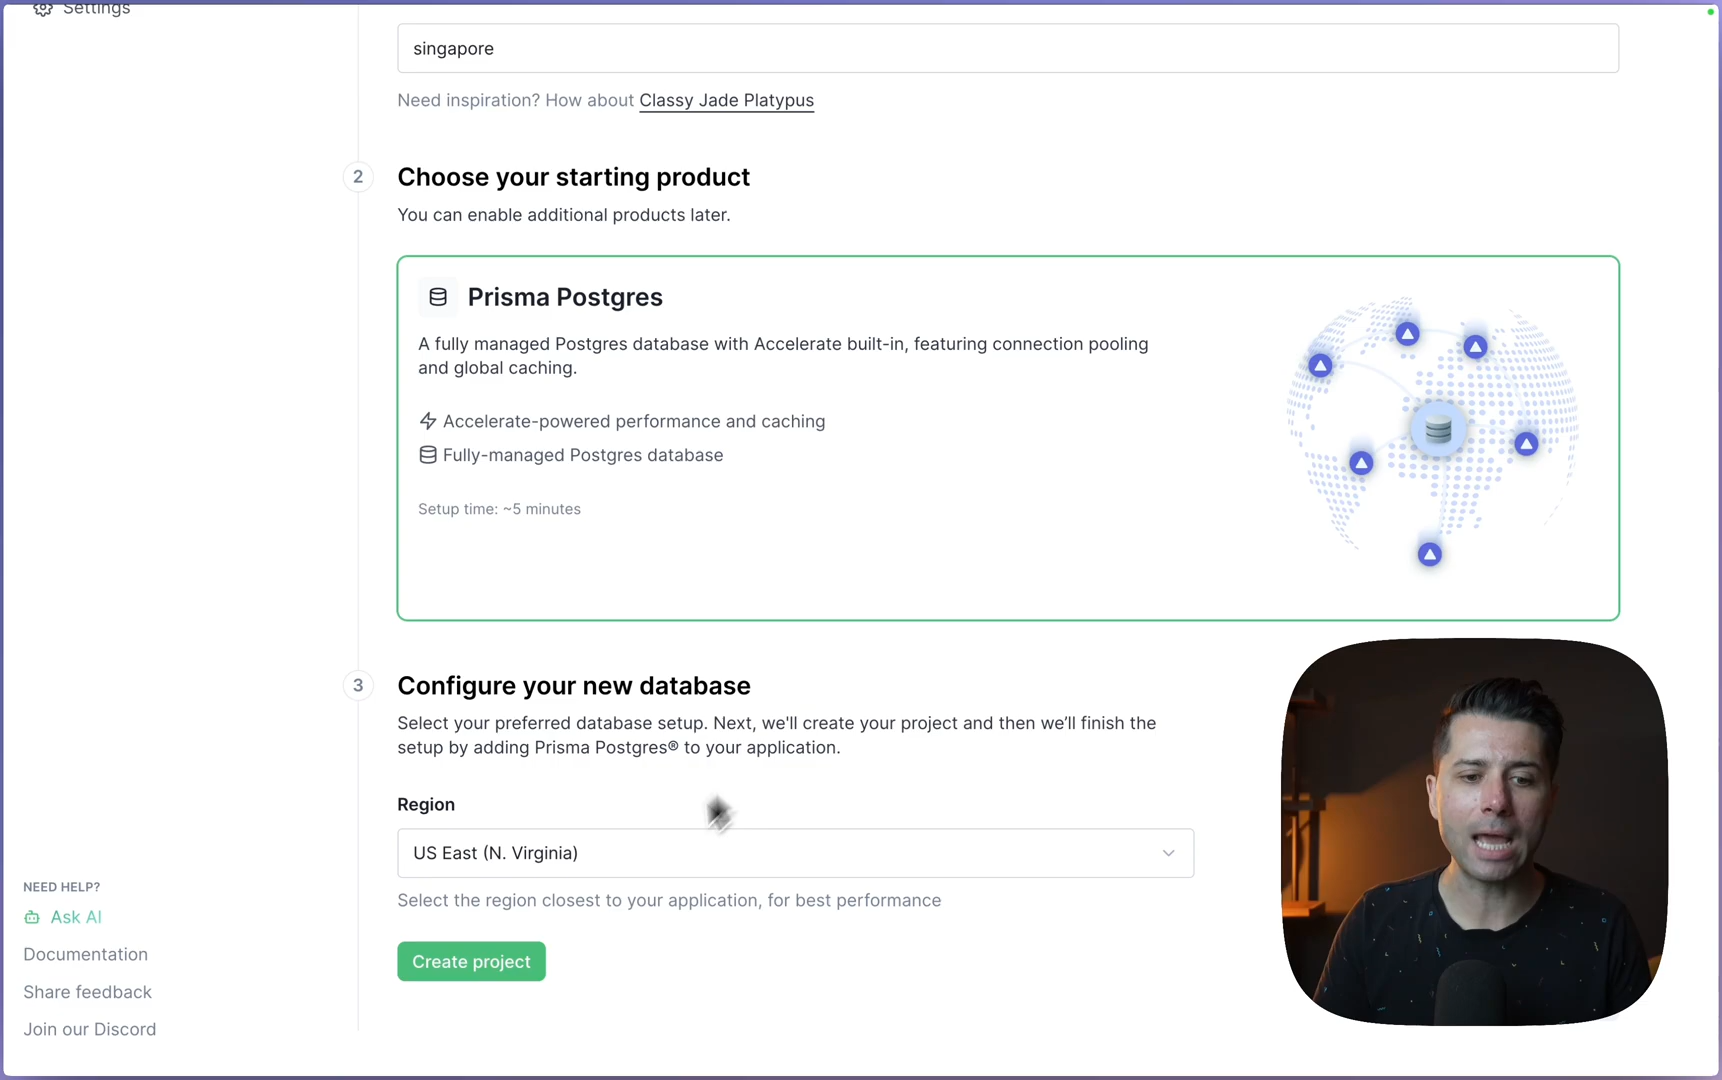 Settings
singapore
Need inspiration? How about Classy Jade Platypus
2
Choose your starting product
You can enable additional products later.
Prisma Postgres
A fully managed Postgres database with Accelerate built-in, featuring connection pooling
and global caching.
Accelerate-powered performance and caching
Fully-managed Postgres database
Setup time: ~5 minutes
3
Configure your new database
Select your preferred database setup. Next, we'll create your project and then we’ll finish the
setup by adding Prisma Postgres® to your application.
Region
US East (N. Virginia)
Select the region closest to your application, for best performance
Create project
NEED HELP?
Ask AI
Documentation
Share feedback
Join our Discord